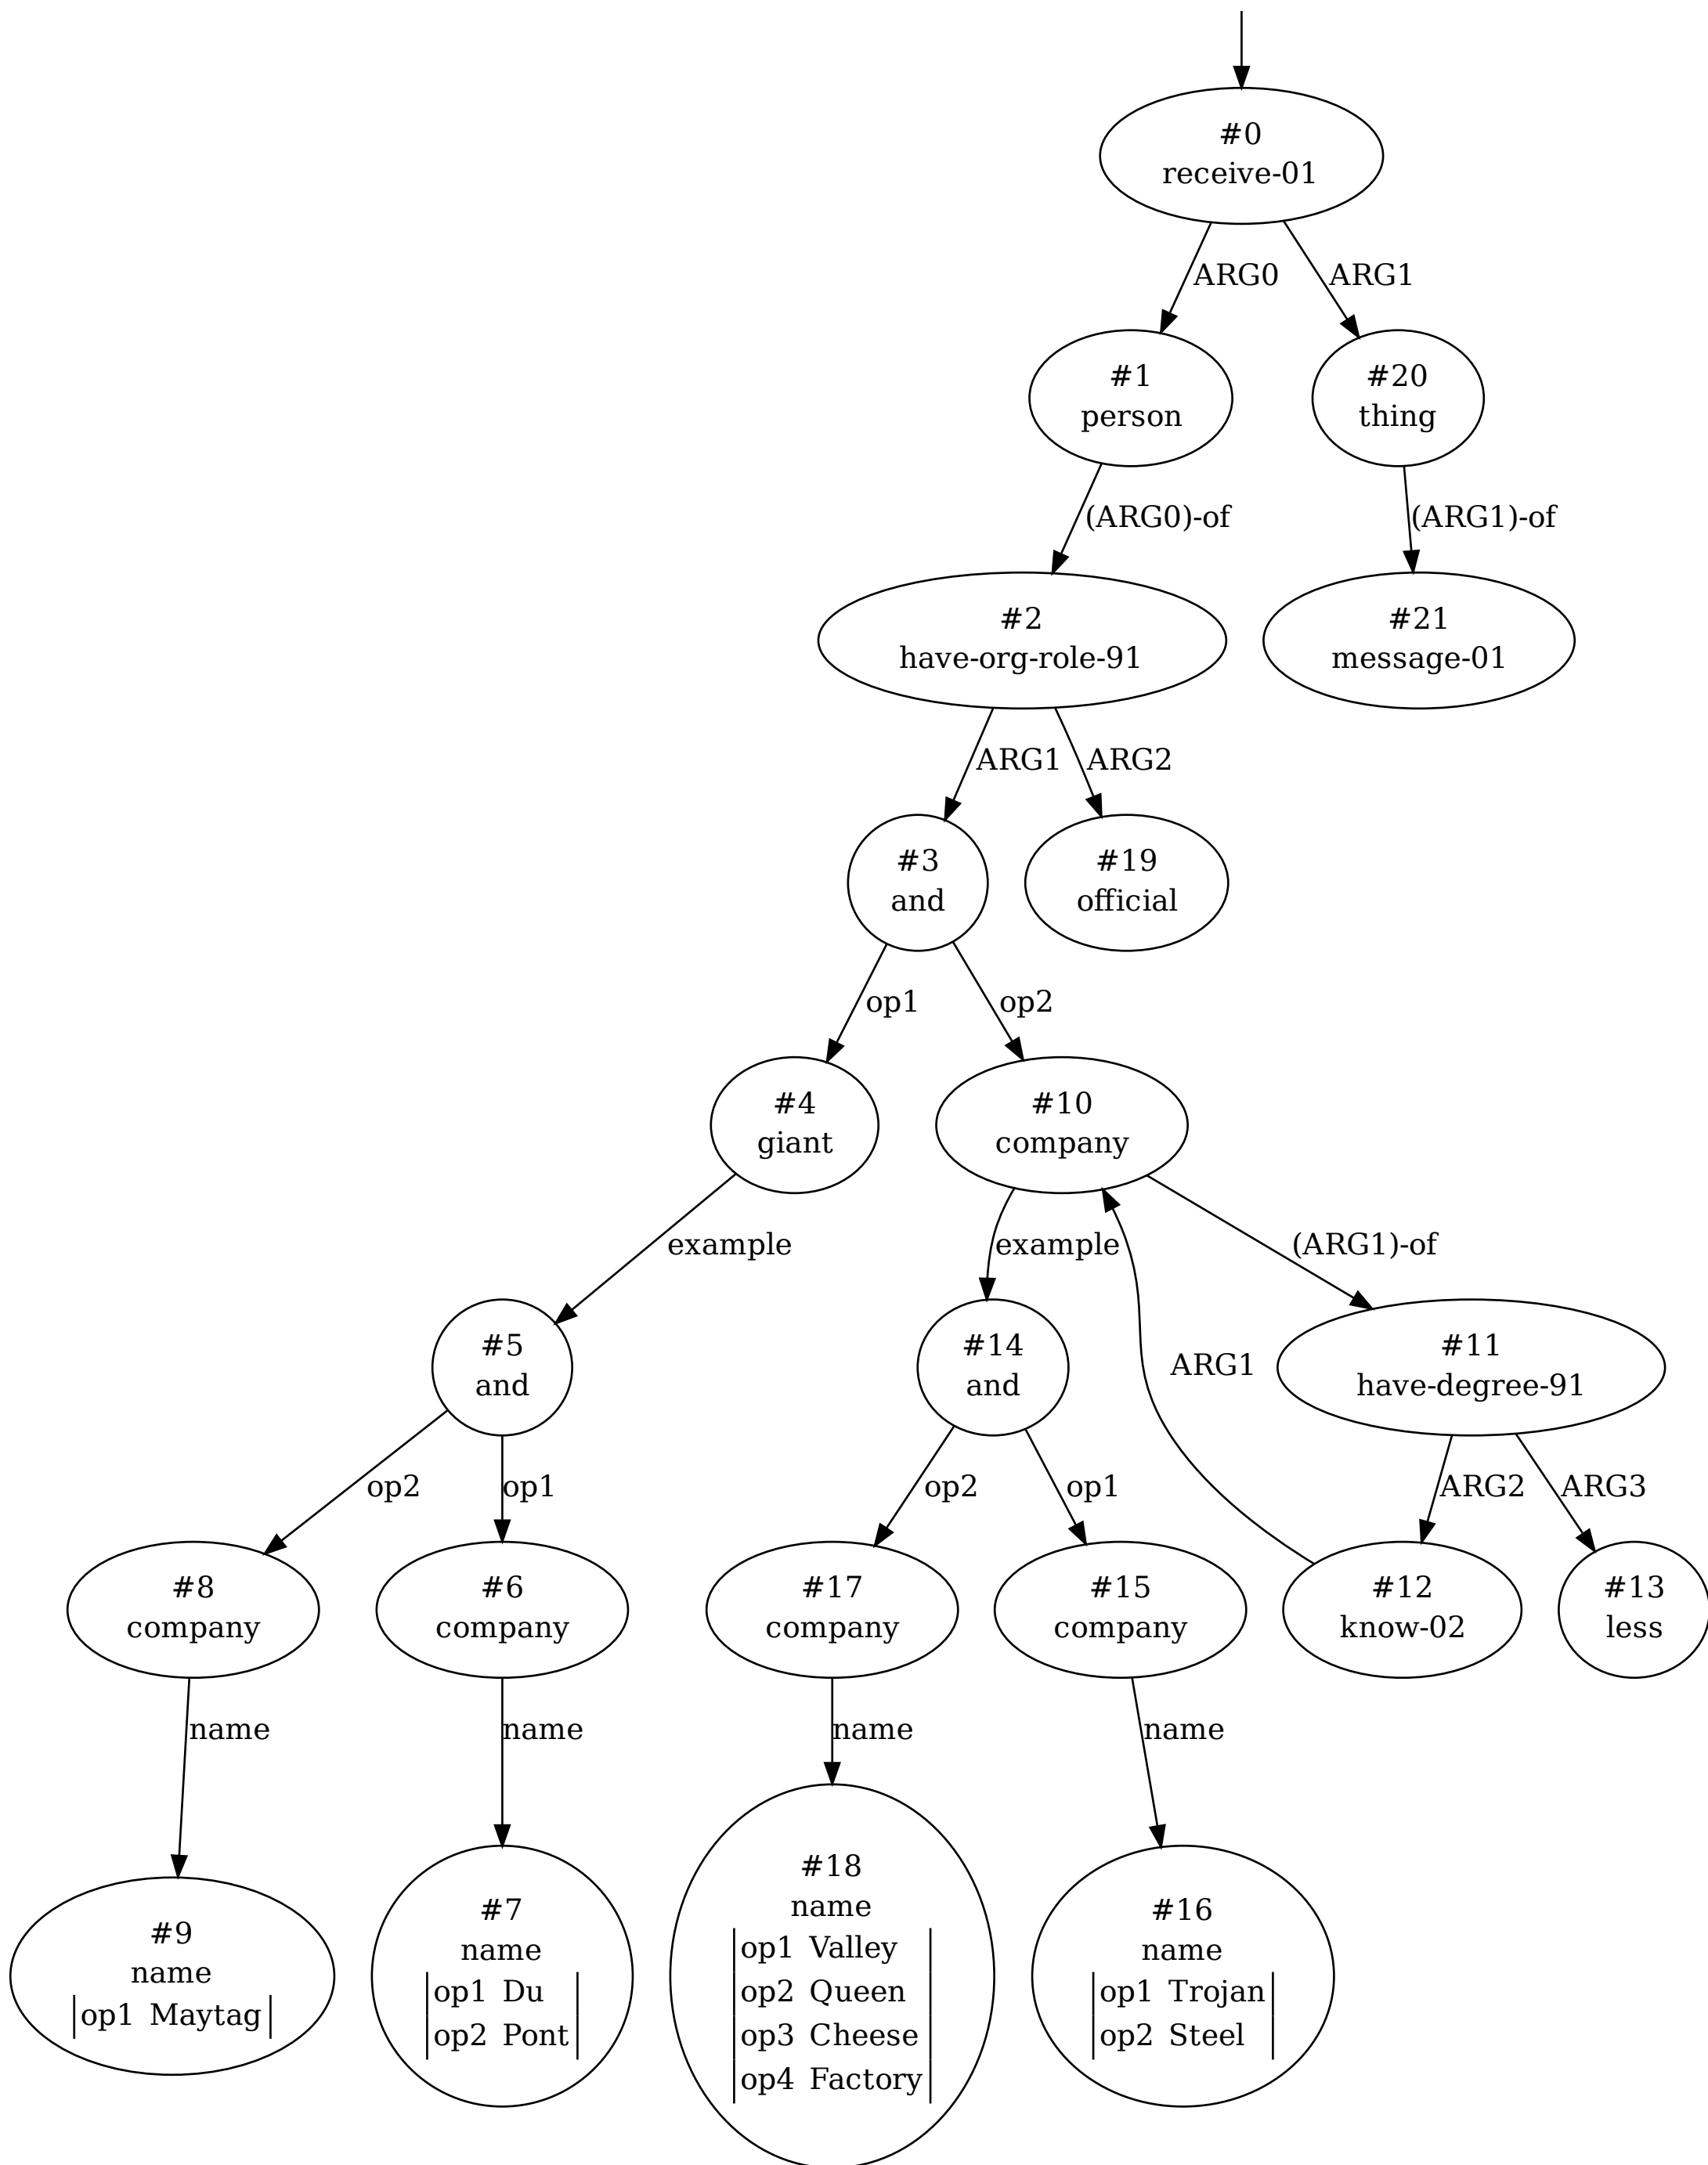 #0
receive-01
ARG0
ARG1
#1
person
#20
thing
(ARG0)-of
(ARG1)-of
#2
have-org-role-91
#21
message-01
ARG1
ARG2
#3
and
#19
official
op1
op2
#4
giant
#10
company
example
example
(ARG1)-of
#5
and
#14
and
ARG1
#11
have-degree-91
op2
op1
op2
op1
ARG2
ARG3
#8
company
#6
company
#17
company
#15
company
#12
know-02
#13
less
name
name
name
name
#9
name
op1 Maytag
#7
name
op1 Du
op2 Pont
#18
name
op1 Valley
op2 Queen
op3 Cheese
op4 Factory
#16
name
op1 Trojan
op2 Steel